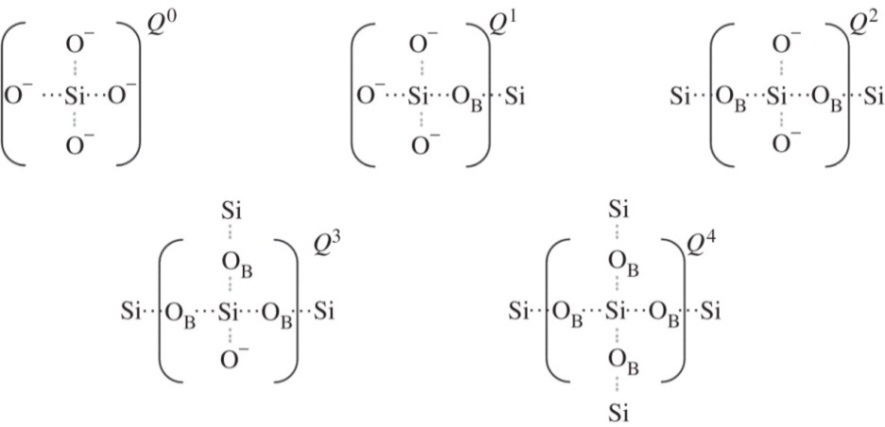 Q⁰ Q¹ Q²
O⁻ O⁻ O⁻
O⁻ ···Si···O⁻ O⁻···Si···O_B···Si Si···O_B···Si···O_B···Si
O⁻ O⁻ O⁻
Si Si
Q³ Q⁴
O_B O_B
Si···O_B···Si···O_B···Si Si···O_B···Si···O_B···Si
O⁻ O_B
Si